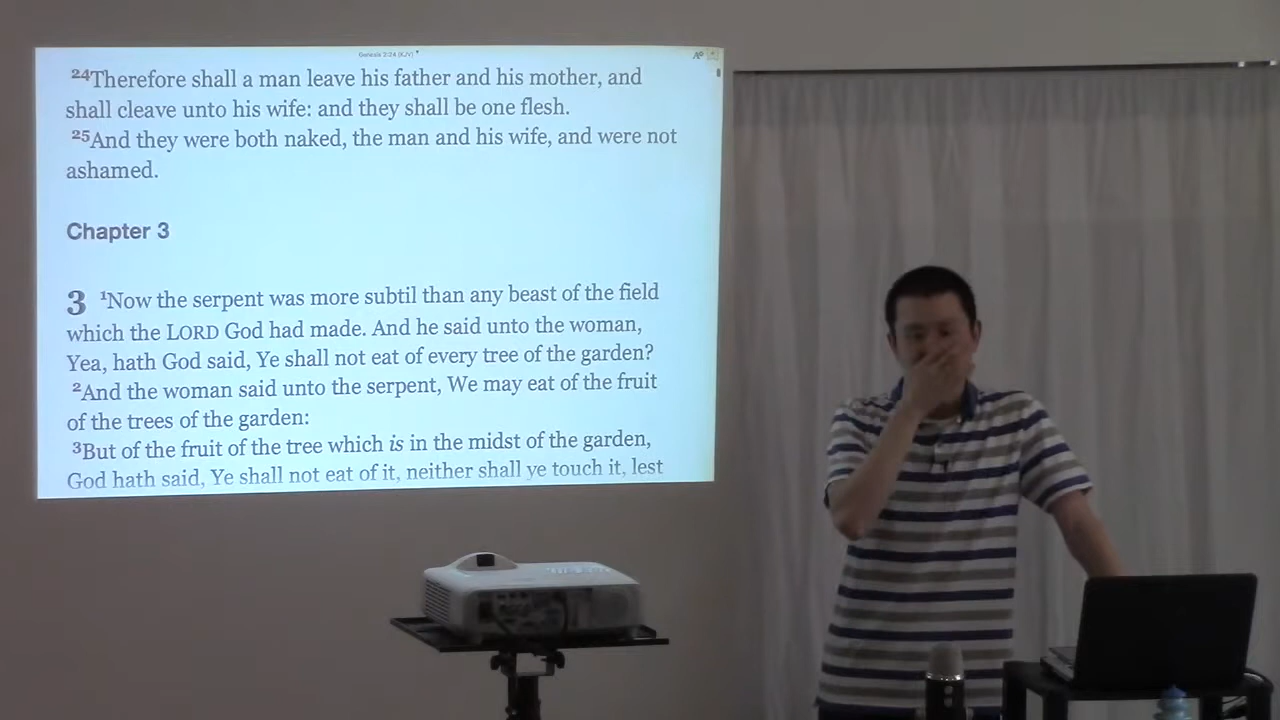 Genesis 2:24 (KJV)
24Therefore shall a man leave his father and his mother, and
shall cleave unto his wife: and they shall be one flesh.
25And they were both naked, the man and his wife, and were not
ashamed.
Chapter 3
3 1Now the serpent was more subtil than any beast of the field
which the LORD God had made. And he said unto the woman,
Yea, hath God said, Ye shall not eat of every tree of the garden?
2And the woman said unto the serpent, We may eat of the fruit
of the trees of the garden:
3But of the fruit of the tree which is in the midst of the garden,
God hath said, Ye shall not eat of it, neither shall ye touch it, lest